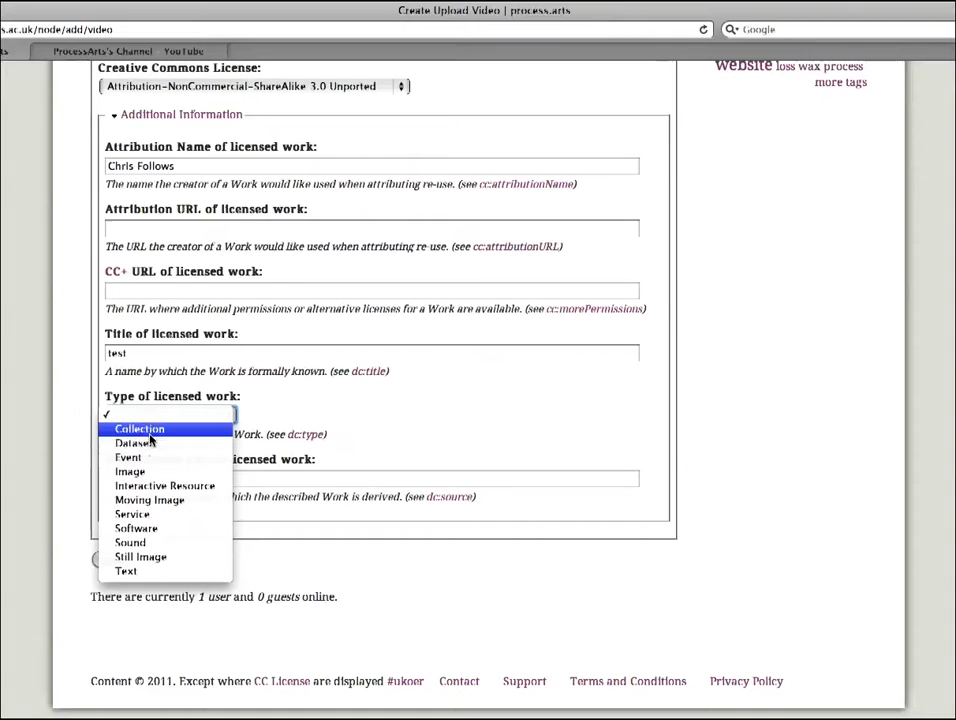 Create Upload Video | process.arts
s.ac.uk/node/add/video
Google
ts
ProcessArts's Channel - YouTube
Creative Commons License:
Attribution-NonCommercial-ShareAlike 3.0 Unported
website loss wax process
more tags
Additional Information
Attribution Name of licensed work:
Chris Follows
The name the creator of a Work would like used when attributing re-use. (see cc:attributionName)
Attribution URL of licensed work:
The URL the creator of a Work would like used when attributing re-use. (see cc:attributionURL)
CC+ URL of licensed work:
The URL where additional permissions or alternative licenses for a Work are available. (see cc:morePermissions)
Title of licensed work:
test
A name by which the Work is formally known. (see dc:title)
Type of licensed work:
Collection
Work. (see dc:type)
Dataset
Event
licensed work:
Image
Interactive Resource
which the described Work is derived. (see dc:source)
Moving Image
Service
Software
Sound
Still Image
Text
There are currently 1 user and 0 guests online.
Content © 2011. Except where CC License are displayed #ukoer Contact Support Terms and Conditions Privacy Policy